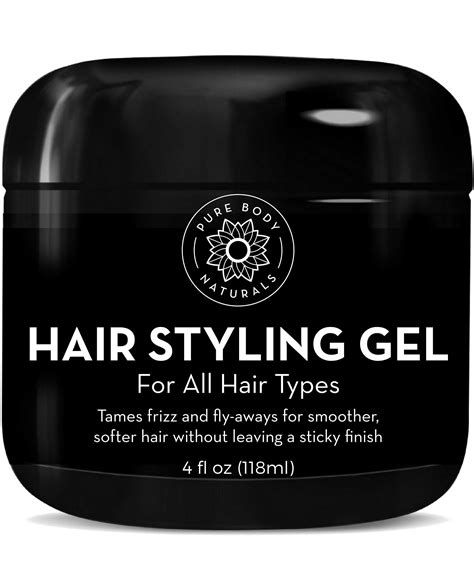 PURE BODY
NATURALS
HAIR STYLING GEL
For All Hair Types
Tames frizz and fly-aways for smoother,
softer hair without leaving a sticky finish
4 fl oz (118ml)